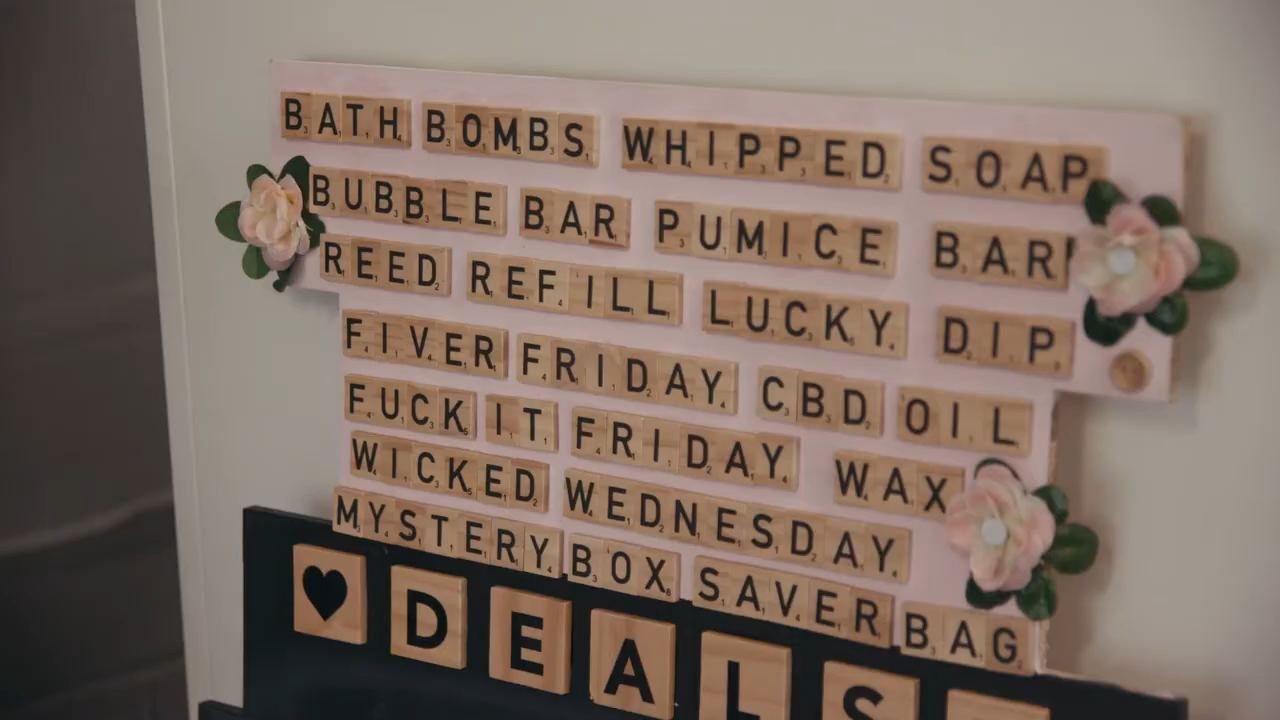 BATH BOMBS WHIPPED SOAP
BUBBLE BAR PUMICE BAR
REED REFILL LUCKY DIP
FIVER FRIDAY CBD OIL
FUCK IT FRIDAY WAX
WICKED WEDNESDAY
MYSTERY BOX SAVER BAG
♥ DEALS